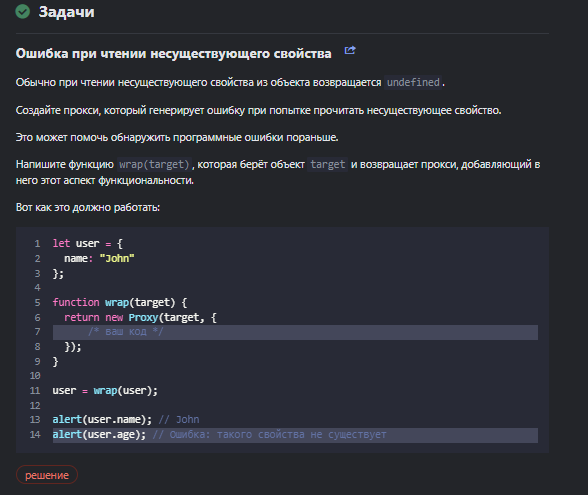 Задачи
Ошибка при чтении несуществующего свойства
Обычно при чтении несуществующего свойства из объекта возвращается undefined.
Создайте прокси, который генерирует ошибку при попытке прочитать несуществующее свойство.
Это может помочь обнаружить программные ошибки пораньше.
Напишите функцию wrap(target), которая берёт объект target и возвращает прокси, добавляющий в
него этот аспект функциональности.
Вот как это должно работать:
1 let user = {
2   name: "John"
3 };
4
5 function wrap(target) {
6   return new Proxy(target, {
7       /* ваш код */
8   });
9 }
10
11 user = wrap(user);
12
13 alert(user.name); // John
14 alert(user.age); // Ошибка: такого свойства не существует
решение